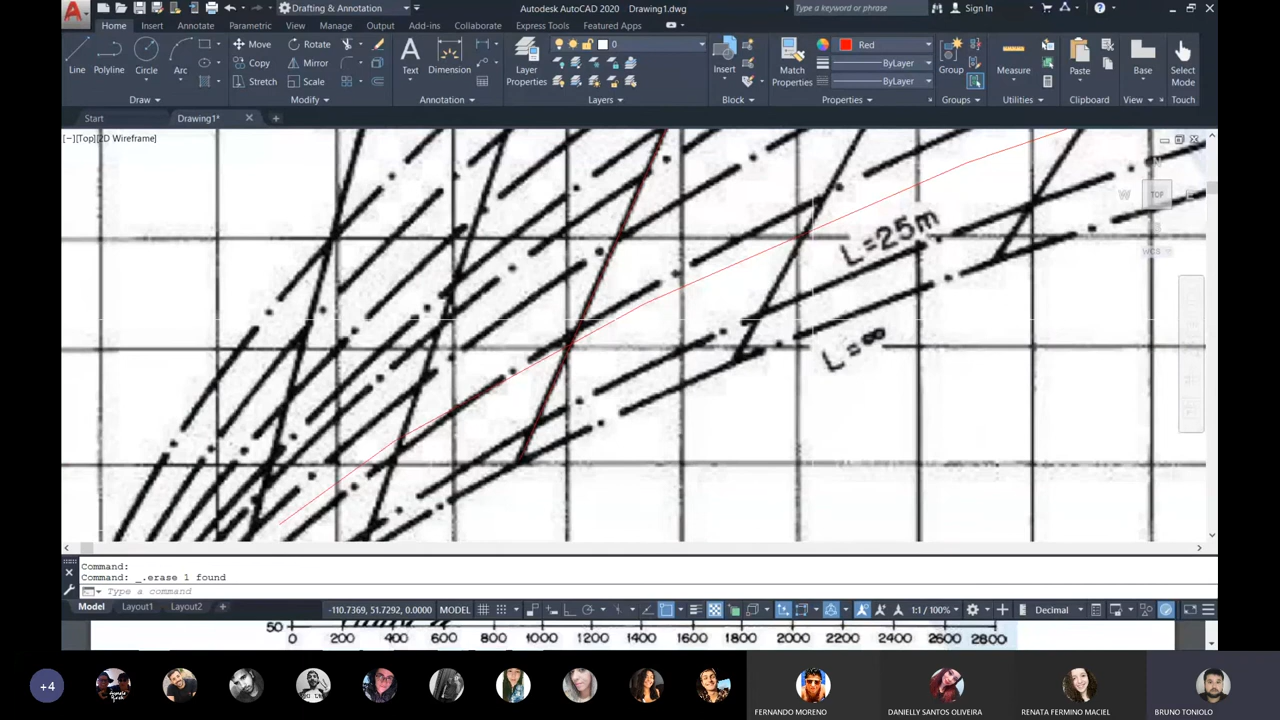 Drafting & Annotation
Autodesk AutoCAD 2020 Drawing1.dwg
Type a keyword or phrase
Sign In
Home Insert Annotate Parametric View Manage Output Add-ins Collaborate Express Tools Featured Apps
Line Polyline Circle Arc
Move Rotate
Copy Mirror
Stretch Scale
Text Dimension
Layer Properties
0
Insert
Match Properties
Red
ByLayer
ByLayer
Group
Measure
Paste
Base
Select Mode
Draw Modify Annotation Layers Block Properties Groups Utilities Clipboard View Touch
Start Drawing1*
[−][Top][2D Wireframe]
W TOP
WCS
L=25m
L=∞
Command:
Command: _.erase 1 found
Type a command
Model Layout1 Layout2
-110.7369, 51.7292, 0.0000 MODEL
1:1 / 100%
Decimal
50
0 200 400 600 800 1000 1200 1400 1600 1800 2000 2200 2400 2600 2800
+4
FERNANDO MORENO DANIELLY SANTOS OLIVEIRA RENATA FERMINO MACIEL BRUNO TONIOLO